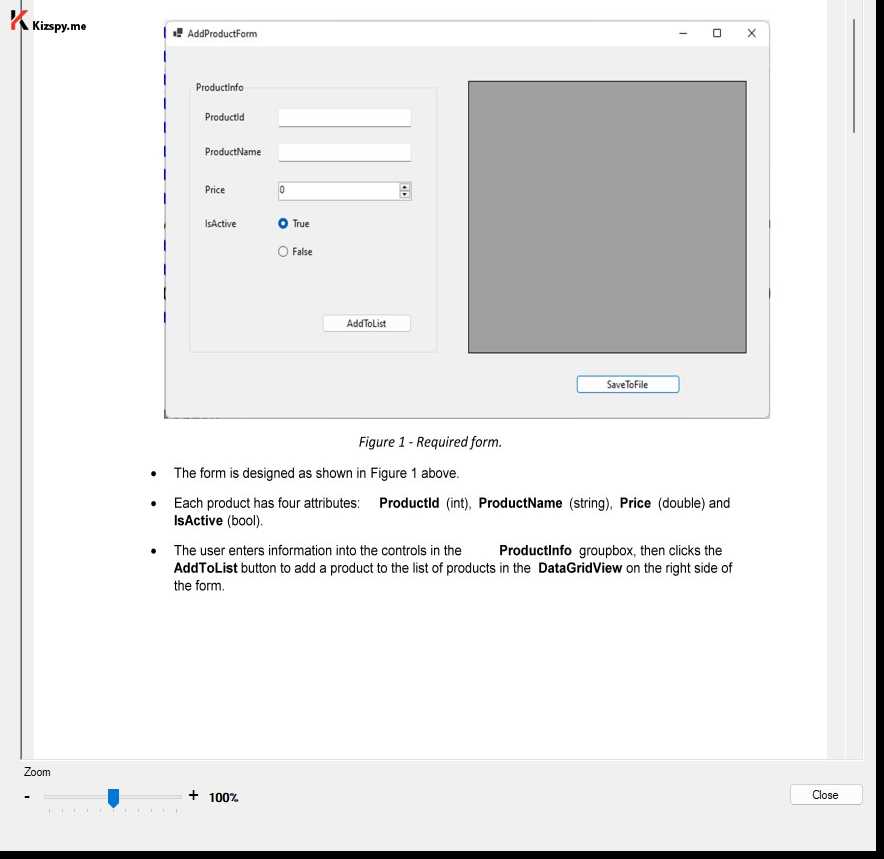 Kizspy.me
AddProductForm
ProductInfo
ProductId
ProductName
Price
0
IsActive
True
False
AddToList
SaveToFile
Figure 1 - Required form.
• The form is designed as shown in Figure 1 above.
• Each product has four attributes: ProductId (int), ProductName (string), Price (double) and
IsActive (bool).
• The user enters information into the controls in the ProductInfo groupbox, then clicks the
AddToList button to add a product to the list of products in the DataGridView on the right side of
the form.
Zoom
- + 100%
Close